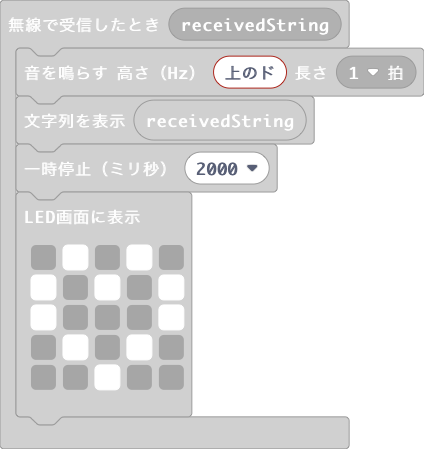 無線で受信したとき receivedString
音を鳴らす 高さ（Hz） 上のド 長さ 1 拍
文字列を表示 receivedString
一時停止（ミリ秒） 2000
LED画面に表示